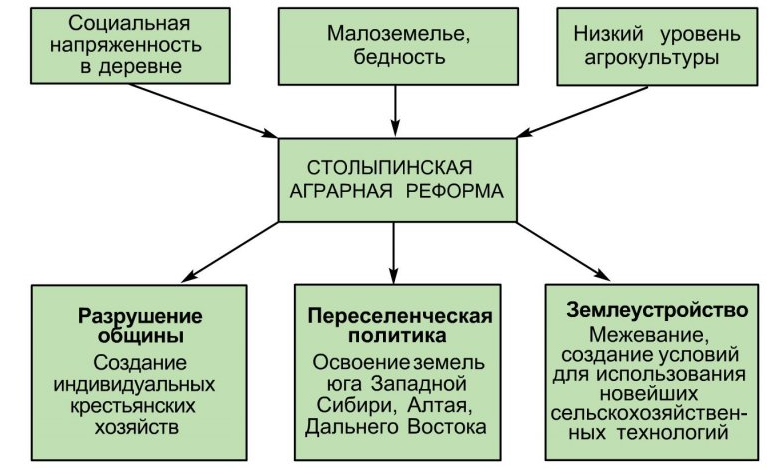 Социальная
напряженность
в деревне
Малоземелье,
бедность
Низкий уровень
агрокультуры
СТОЛЫПИНСКАЯ
АГРАРНАЯ РЕФОРМА
Разрушение
общины
Создание
индивидуальных
крестьянских
хозяйств
Переселенческая
политика
Освоение земель
юга Западной
Сибири, Алтая,
Дальнего Востока
Землеустройство
Межевание,
создание условий
для использования
новейших
сельскохозяйствен-
ных технологий